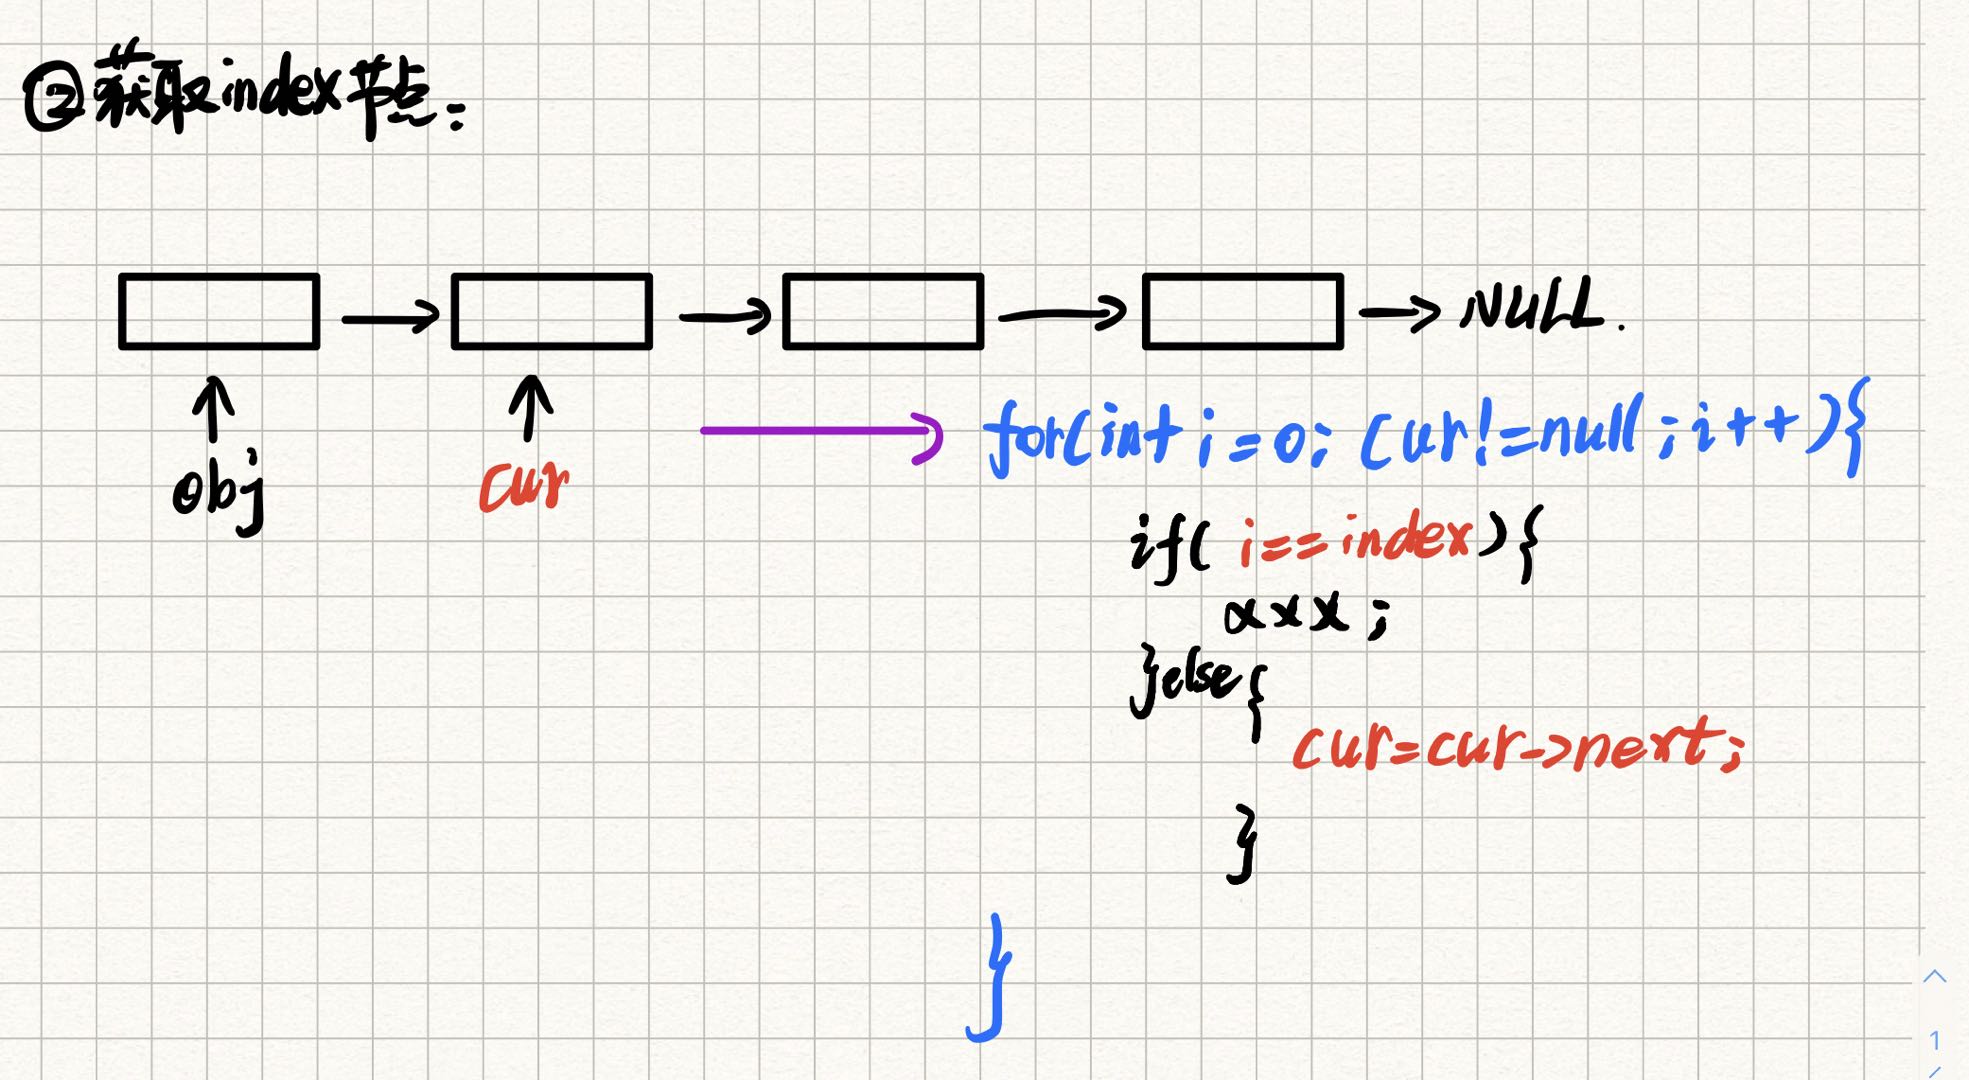 ②获取index节点:
NULL.
obj
cur
for(int i=0; cur!=null;i++){
if(i==index){
xxx;
}else{
cur=cur->next;
}
}
1